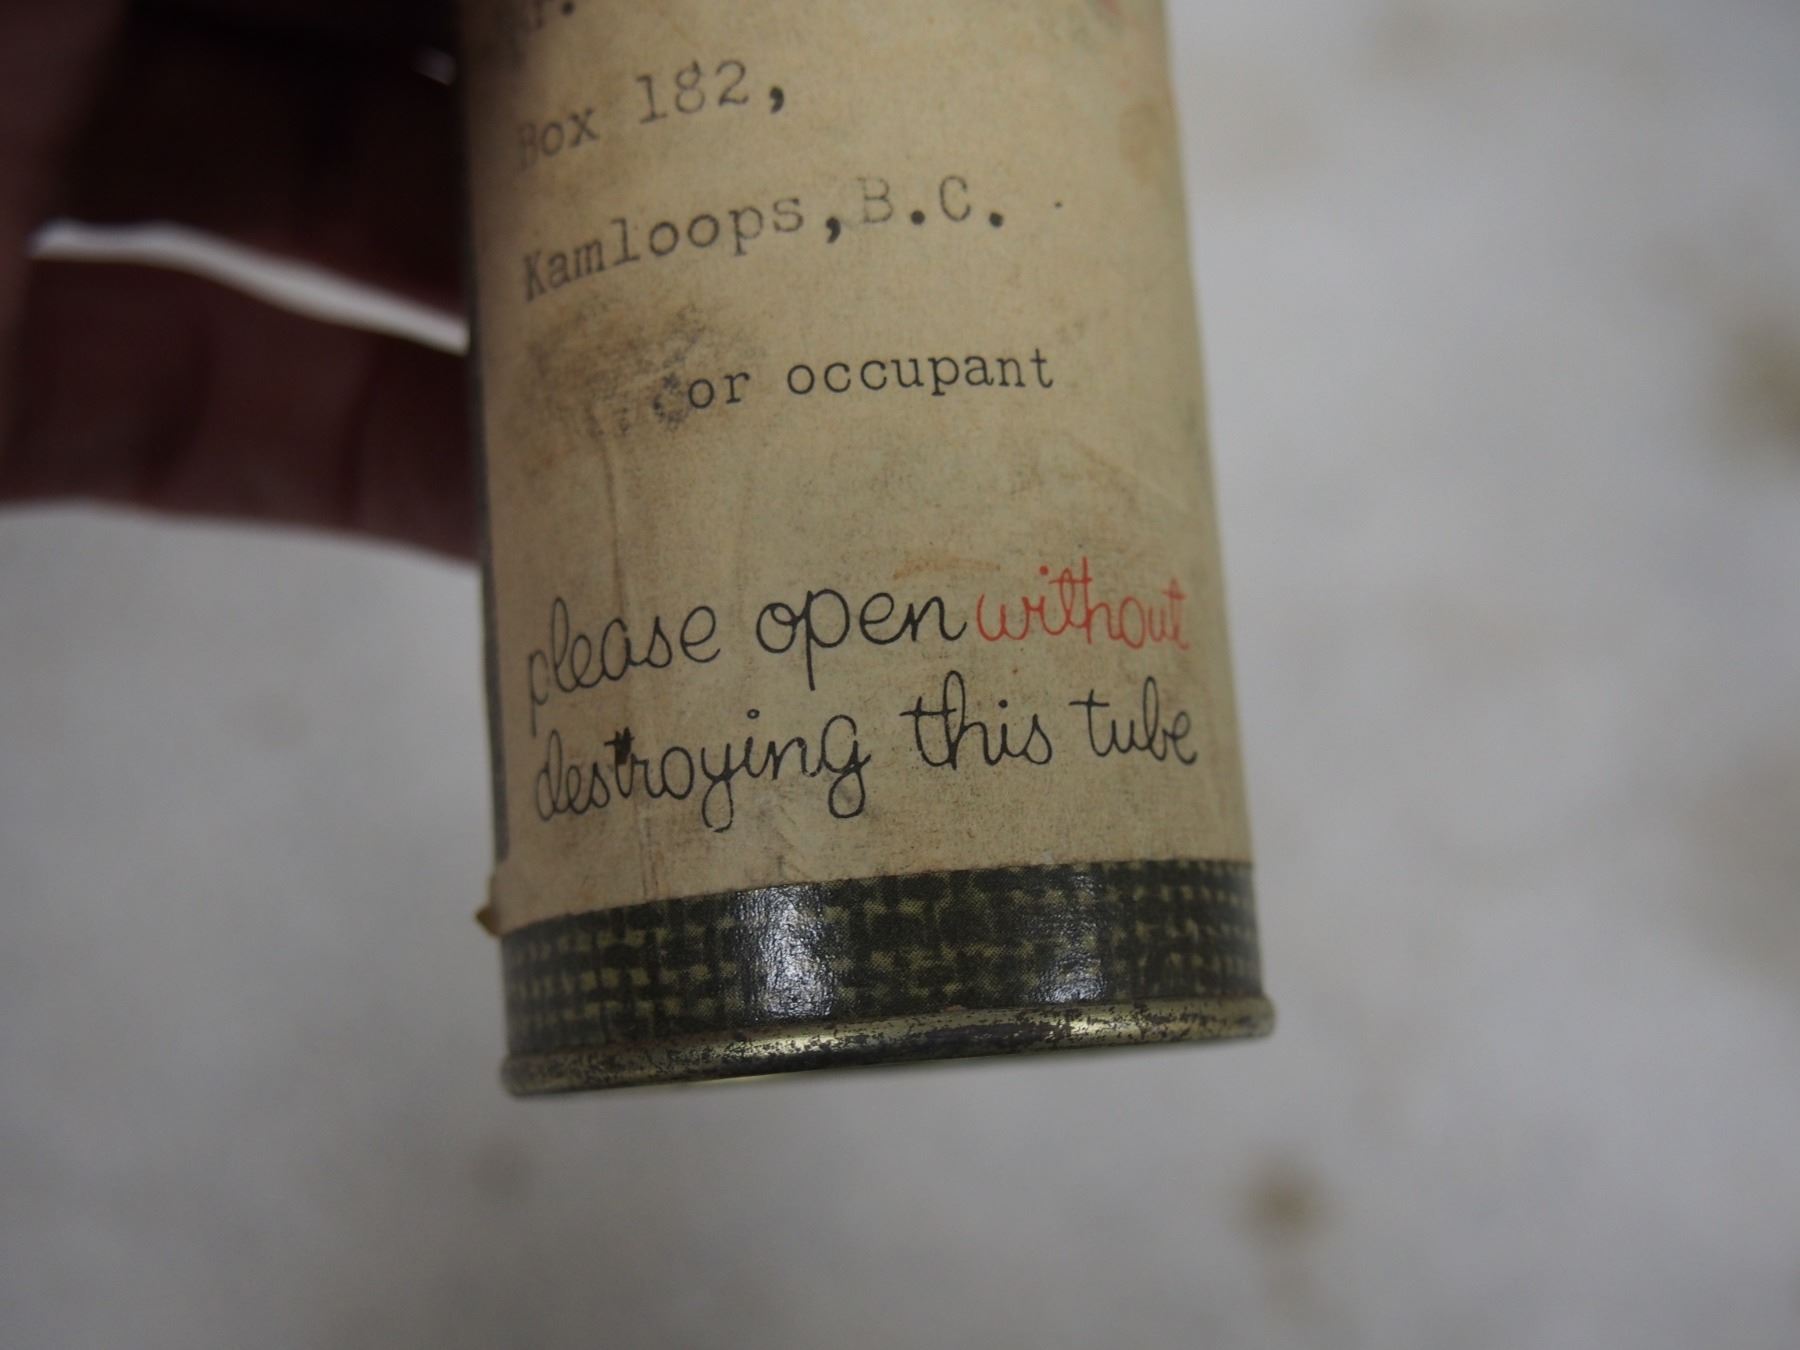 Box 182,
Kamloops, B.C.
or occupant
please open without
destroying this tube